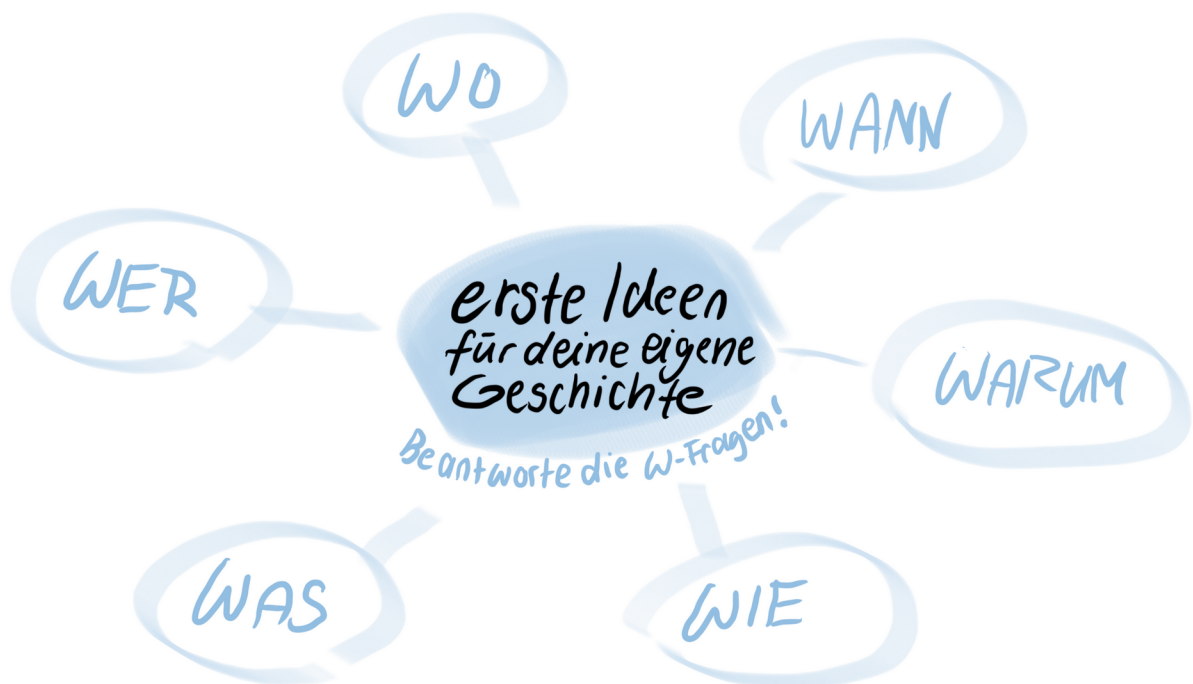 WO
WANN
WER
erste Ideen
für deine eigene
Geschichte
WARUM
Beantworte die W-Fragen!
WAS
WIE